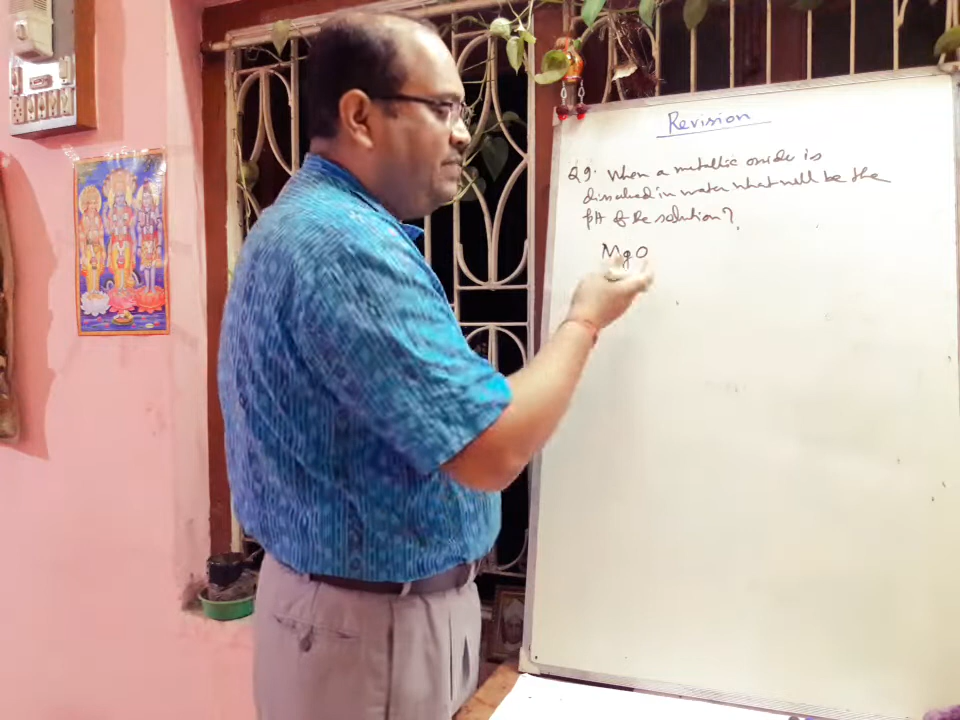 Revision
Q9. When a metallic oxide is
dissolved in water what will be the
pH of the solution?
MgO